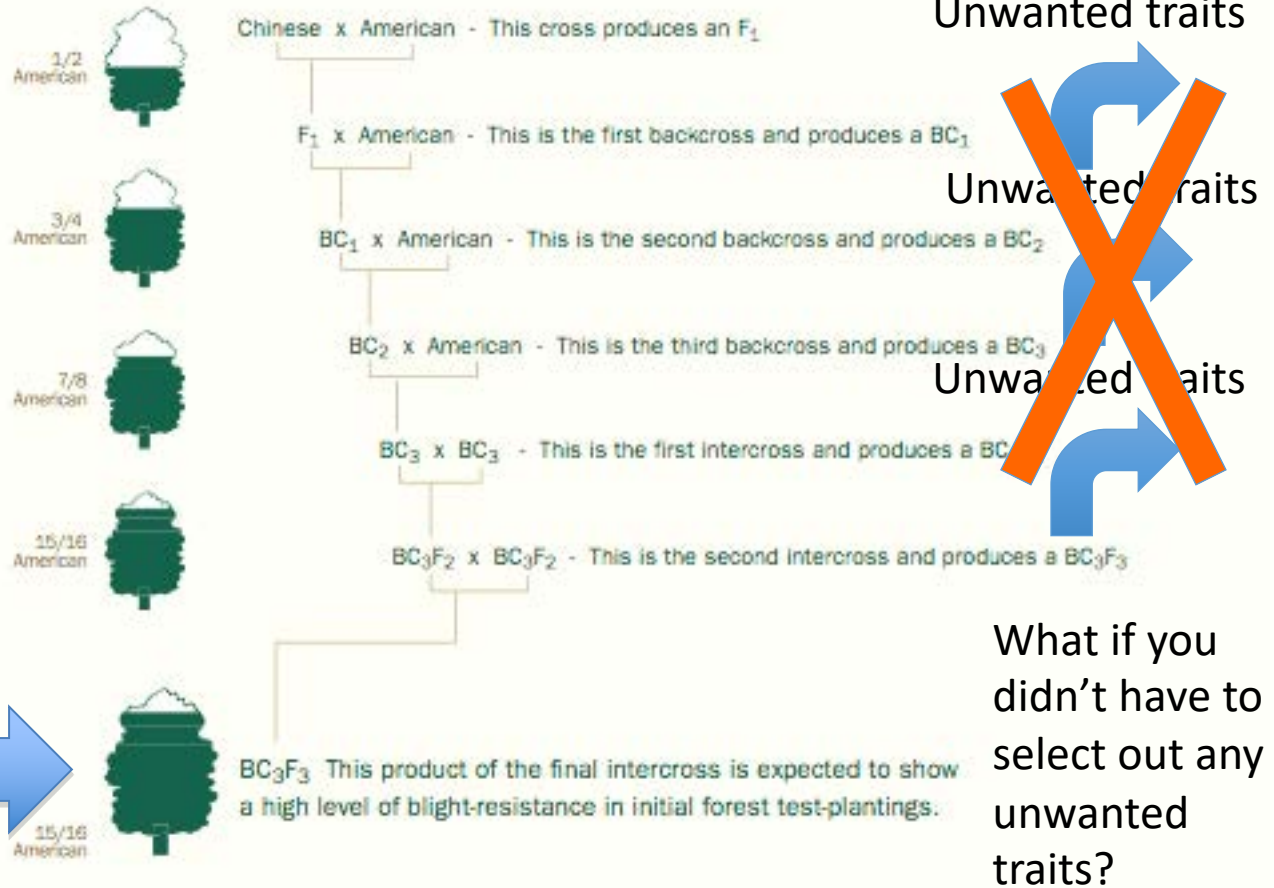 Unwanted traits
Chinese x American - This cross produces an F₁
1/2
American
F₁ x American - This is the first backcross and produces a BC₁
Unwanted traits
3/4
American
BC₁ x American - This is the second backcross and produces a BC₂
BC₂ x American - This is the third backcross and produces a BC₃
Unwanted traits
7/8
American
BC₃ x BC₃ - This is the first intercross and produces a BC
15/16
American
BC₃F₂ x BC₃F₂ - This is the second intercross and produces a BC₃F₃
What if you
didn't have to
select out any
unwanted
traits?
BC₃F₃ This product of the final intercross is expected to show
a high level of blight-resistance in initial forest test-plantings.
15/16
American